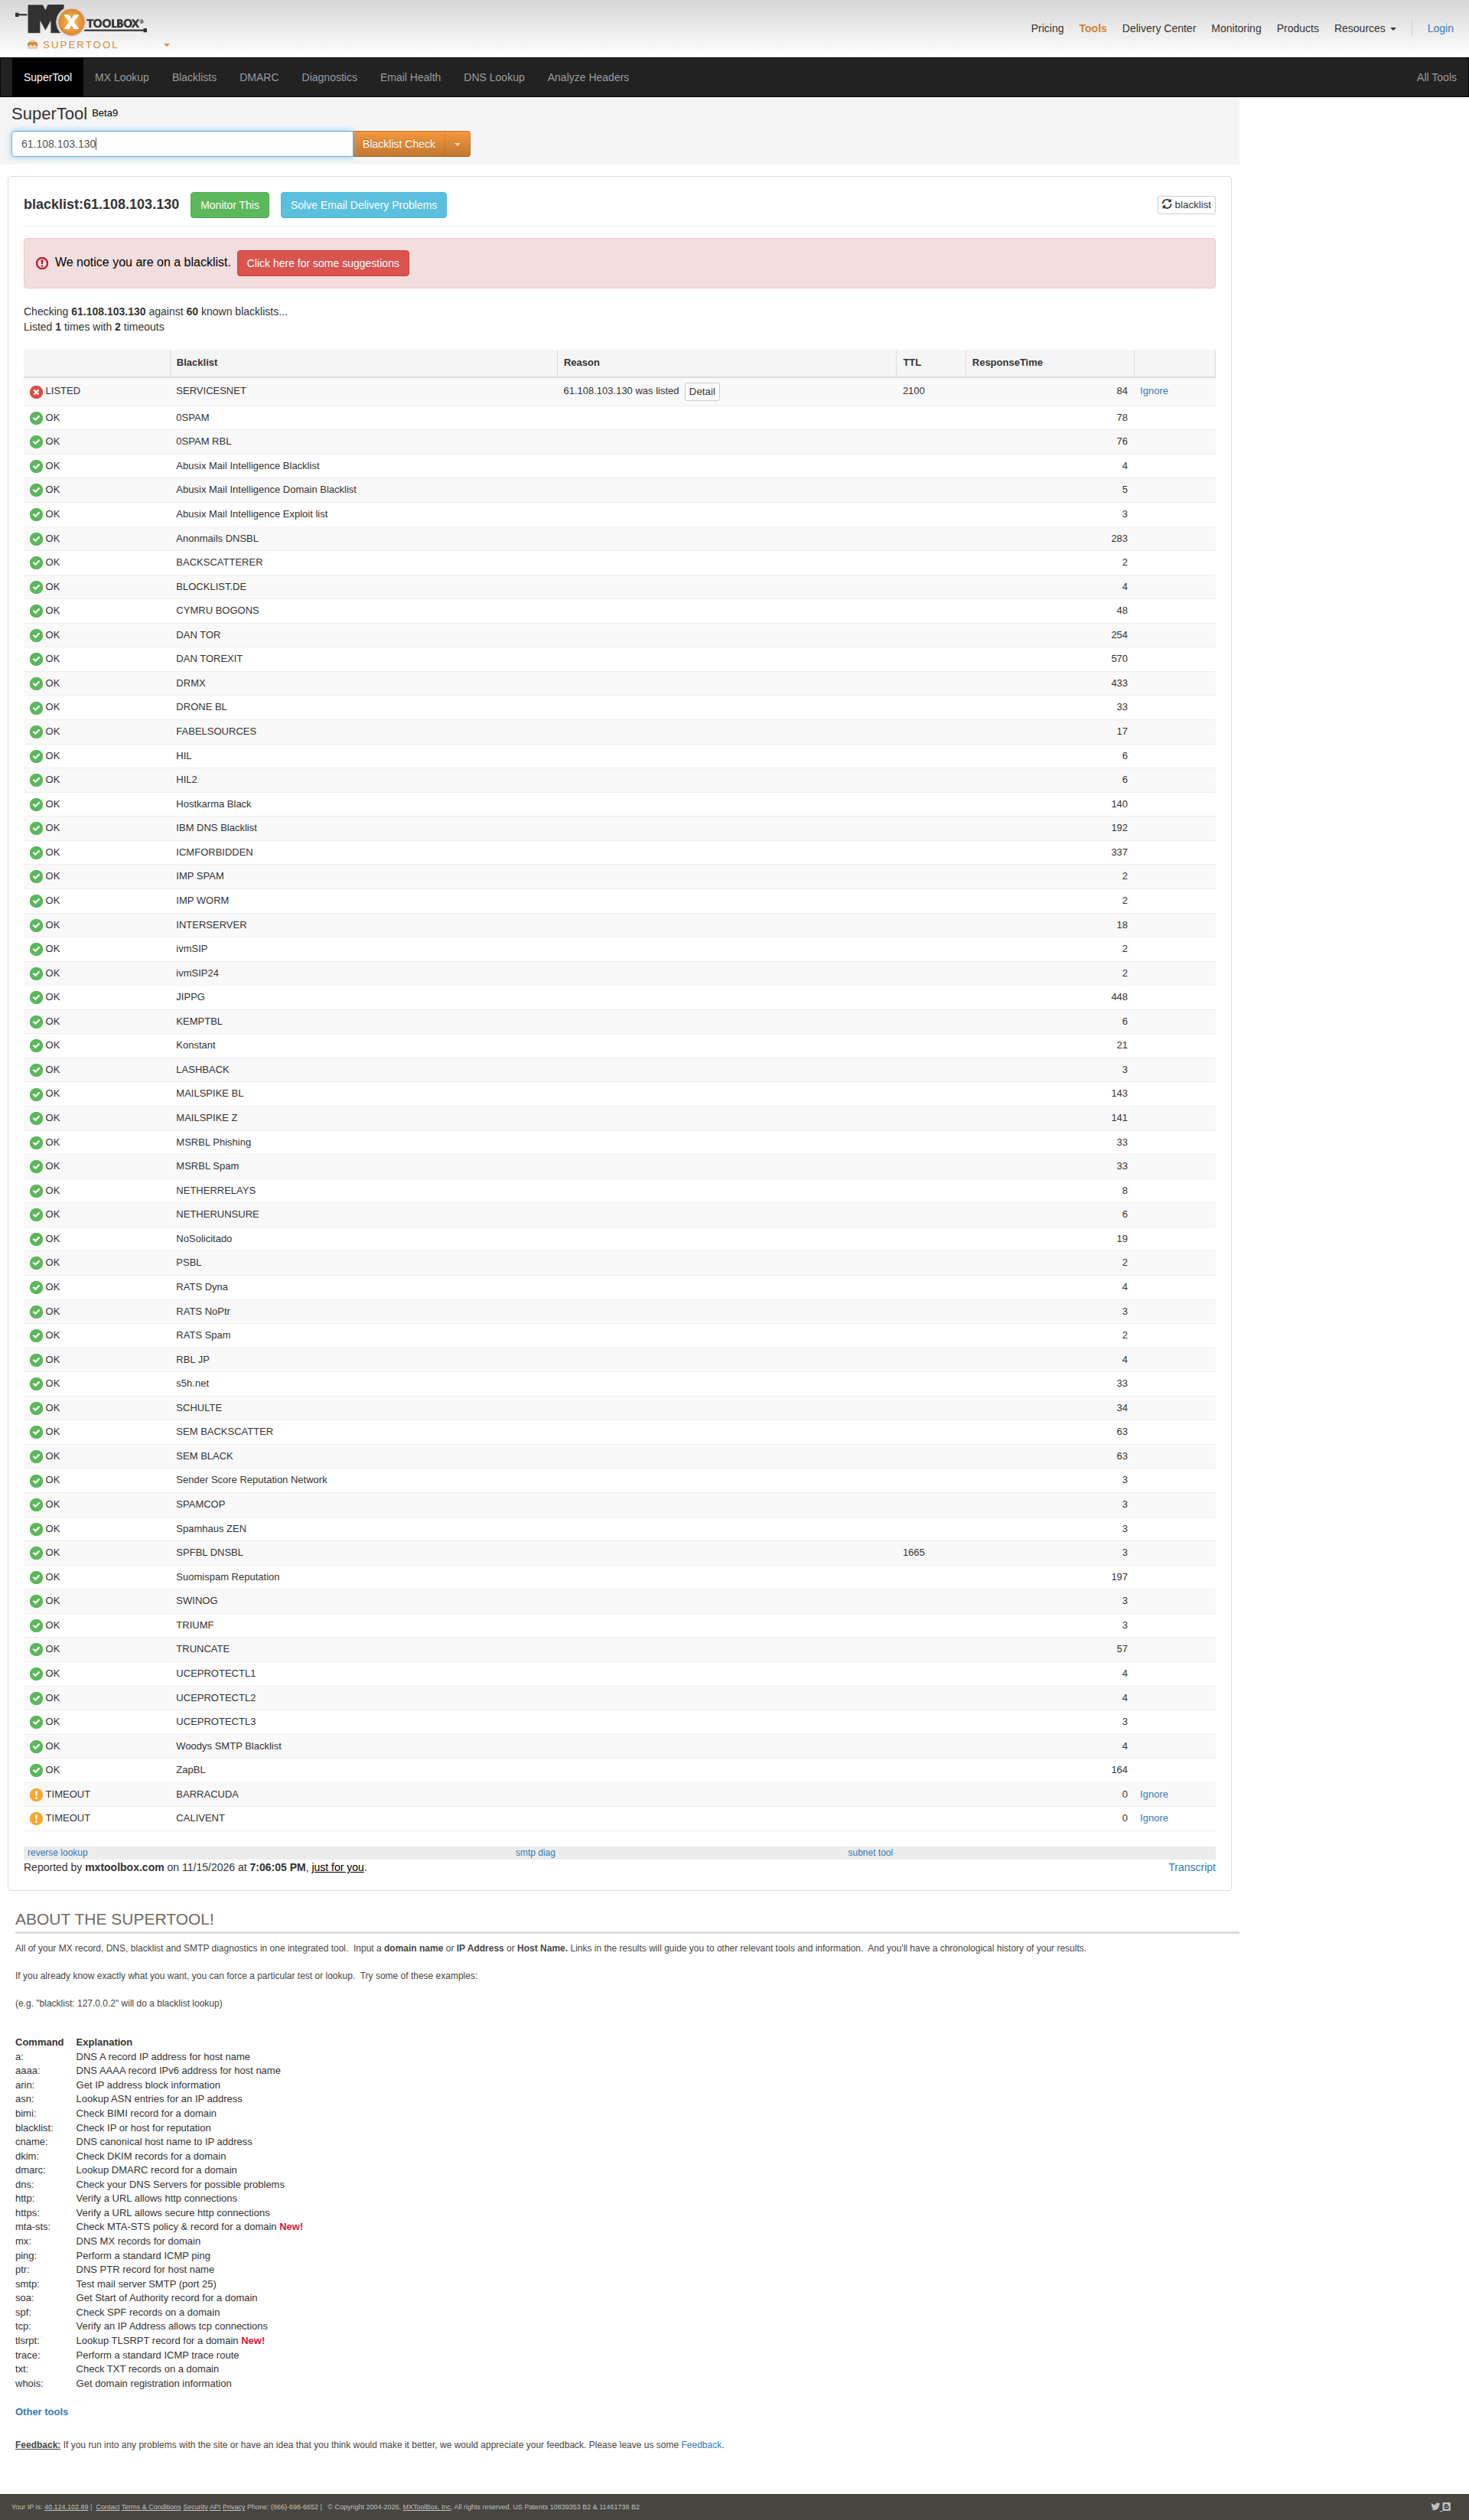 MX TOOLBOX®
SUPERTOOL
Pricing Tools Delivery Center Monitoring Products Resources Login
SuperTool MX Lookup Blacklists DMARC Diagnostics Email Health DNS Lookup Analyze Headers All Tools
SuperTool Beta9
61.108.103.130 Blacklist Check
blacklist:61.108.103.130 Monitor This Solve Email Delivery Problems blacklist
We notice you are on a blacklist. Click here for some suggestions
Checking 61.108.103.130 against 60 known blacklists...
Listed 1 times with 2 timeouts
Blacklist Reason TTL ResponseTime
LISTED SERVICESNET 61.108.103.130 was listed Detail 2100 84 Ignore
OK 0SPAM 78
OK 0SPAM RBL 76
OK Abusix Mail Intelligence Blacklist 4
OK Abusix Mail Intelligence Domain Blacklist 5
OK Abusix Mail Intelligence Exploit list 3
OK Anonmails DNSBL 283
OK BACKSCATTERER 2
OK BLOCKLIST.DE 4
OK CYMRU BOGONS 48
OK DAN TOR 254
OK DAN TOREXIT 570
OK DRMX 433
OK DRONE BL 33
OK FABELSOURCES 17
OK HIL 6
OK HIL2 6
OK Hostkarma Black 140
OK IBM DNS Blacklist 192
OK ICMFORBIDDEN 337
OK IMP SPAM 2
OK IMP WORM 2
OK INTERSERVER 18
OK ivmSIP 2
OK ivmSIP24 2
OK JIPPG 448
OK KEMPTBL 6
OK Konstant 21
OK LASHBACK 3
OK MAILSPIKE BL 143
OK MAILSPIKE Z 141
OK MSRBL Phishing 33
OK MSRBL Spam 33
OK NETHERRELAYS 8
OK NETHERUNSURE 6
OK NoSolicitado 19
OK PSBL 2
OK RATS Dyna 4
OK RATS NoPtr 3
OK RATS Spam 2
OK RBL JP 4
OK s5h.net 33
OK SCHULTE 34
OK SEM BACKSCATTER 63
OK SEM BLACK 63
OK Sender Score Reputation Network 3
OK SPAMCOP 3
OK Spamhaus ZEN 3
OK SPFBL DNSBL 1665 3
OK Suomispam Reputation 197
OK SWINOG 3
OK TRIUMF 3
OK TRUNCATE 57
OK UCEPROTECTL1 4
OK UCEPROTECTL2 4
OK UCEPROTECTL3 3
OK Woodys SMTP Blacklist 4
OK ZapBL 164
TIMEOUT BARRACUDA 0 Ignore
TIMEOUT CALIVENT 0 Ignore
reverse lookup smtp diag subnet tool
Reported by mxtoolbox.com on 11/15/2026 at 7:06:05 PM, just for you. Transcript
ABOUT THE SUPERTOOL!
All of your MX record, DNS, blacklist and SMTP diagnostics in one integrated tool. Input a domain name or IP Address or Host Name. Links in the results will guide you to other relevant tools and information. And you'll have a chronological history of your results.
If you already know exactly what you want, you can force a particular test or lookup. Try some of these examples:
(e.g. "blacklist: 127.0.0.2" will do a blacklist lookup)
Command Explanation
a: DNS A record IP address for host name
aaaa: DNS AAAA record IPv6 address for host name
arin: Get IP address block information
asn: Lookup ASN entries for an IP address
bimi: Check BIMI record for a domain
blacklist: Check IP or host for reputation
cname: DNS canonical host name to IP address
dkim: Check DKIM records for a domain
dmarc: Lookup DMARC record for a domain
dns: Check your DNS Servers for possible problems
http: Verify a URL allows http connections
https: Verify a URL allows secure http connections
mta-sts: Check MTA-STS policy & record for a domain New!
mx: DNS MX records for domain
ping: Perform a standard ICMP ping
ptr: DNS PTR record for host name
smtp: Test mail server SMTP (port 25)
soa: Get Start of Authority record for a domain
spf: Check SPF records on a domain
tcp: Verify an IP Address allows tcp connections
tlsrpt: Lookup TLSRPT record for a domain New!
trace: Perform a standard ICMP trace route
txt: Check TXT records on a domain
whois: Get domain registration information
Other tools
Feedback: If you run into any problems with the site or have an idea that you think would make it better, we would appreciate your feedback. Please leave us some Feedback.
Your IP is: 40.124.102.89 | Contact Terms & Conditions Security API Privacy Phone: (866)-698-6652 | © Copyright 2004-2026, MXToolBox, Inc, All rights reserved. US Patents 10839353 B2 & 11461738 B2